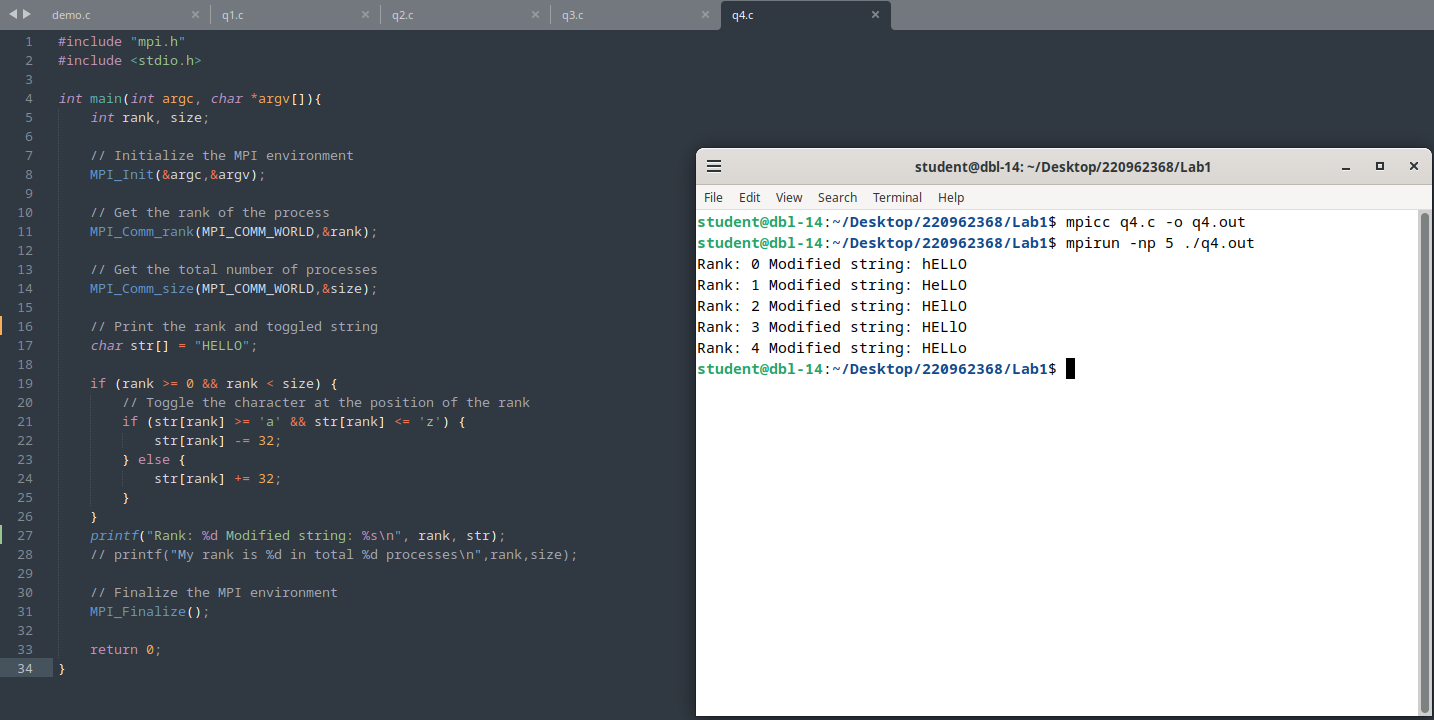 demo.c × q1.c × q2.c × q3.c × q4.c ×
1 #include "mpi.h"
2 #include <stdio.h>
3
4 int main(int argc, char *argv[]){
5     int rank, size;
6
7     // Initialize the MPI environment
8     MPI_Init(&argc,&argv);
9
10     // Get the rank of the process
11     MPI_Comm_rank(MPI_COMM_WORLD,&rank);
12
13     // Get the total number of processes
14     MPI_Comm_size(MPI_COMM_WORLD,&size);
15
16     // Print the rank and toggled string
17     char str[] = "HELLO";
18
19     if (rank >= 0 && rank < size) {
20         // Toggle the character at the position of the rank
21         if (str[rank] >= 'a' && str[rank] <= 'z') {
22             str[rank] -= 32;
23         } else {
24             str[rank] += 32;
25         }
26     }
27     printf("Rank: %d Modified string: %s\n", rank, str);
28     // printf("My rank is %d in total %d processes\n",rank,size);
29
30     // Finalize the MPI environment
31     MPI_Finalize();
32
33     return 0;
34 }
student@dbl-14: ~/Desktop/220962368/Lab1
File Edit View Search Terminal Help
student@dbl-14:~/Desktop/220962368/Lab1$ mpicc q4.c -o q4.out
student@dbl-14:~/Desktop/220962368/Lab1$ mpirun -np 5 ./q4.out
Rank: 0 Modified string: hELLO
Rank: 1 Modified string: HeLLO
Rank: 2 Modified string: HElLO
Rank: 3 Modified string: HELlO
Rank: 4 Modified string: HELLo
student@dbl-14:~/Desktop/220962368/Lab1$